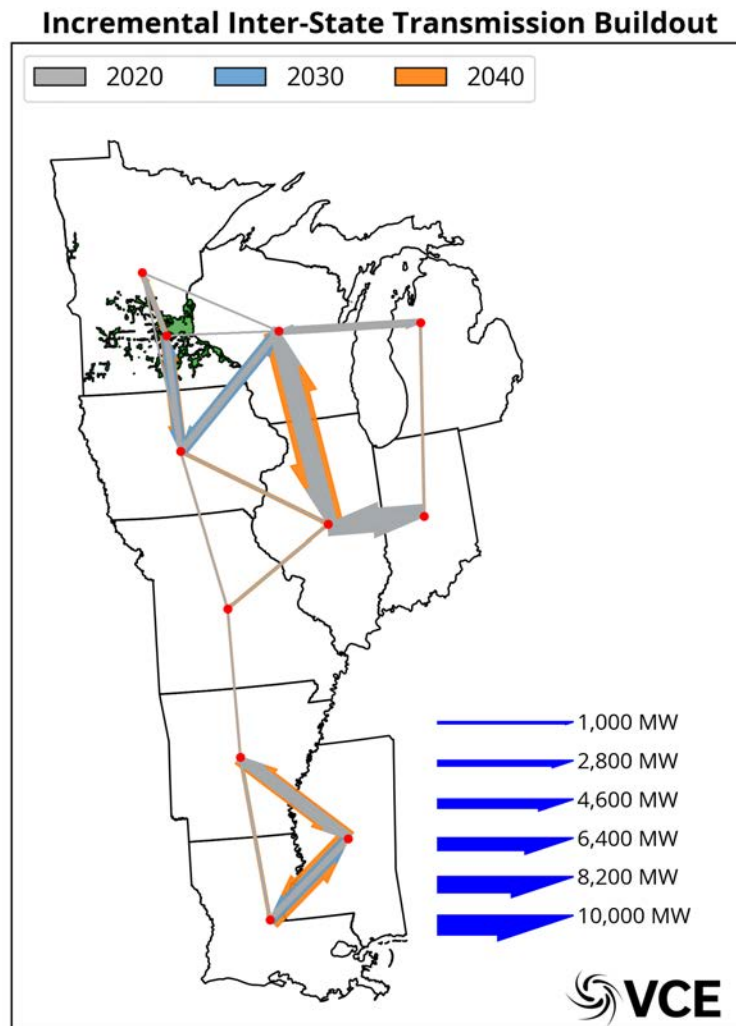 Incremental Inter-State Transmission Buildout
2020 2030 2040
1,000 MW
2,800 MW
4,600 MW
6,400 MW
8,200 MW
10,000 MW
VCE